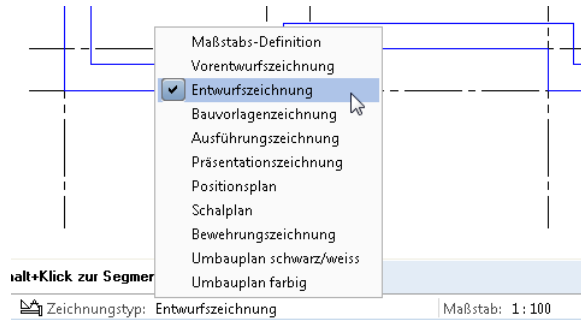 Maßstabs-Definition
Vorentwurfszeichnung
Entwurfszeichnung
Bauvorlagenzeichnung
Ausführungszeichnung
Präsentationszeichnung
Positionsplan
Schalplan
Bewehrungszeichnung
Umbauplan schwarz/weiss
Umbauplan farbig
alt+Klick zur Segmer
Zeichnungstyp: Entwurfszeichnung Maßstab: 1:100